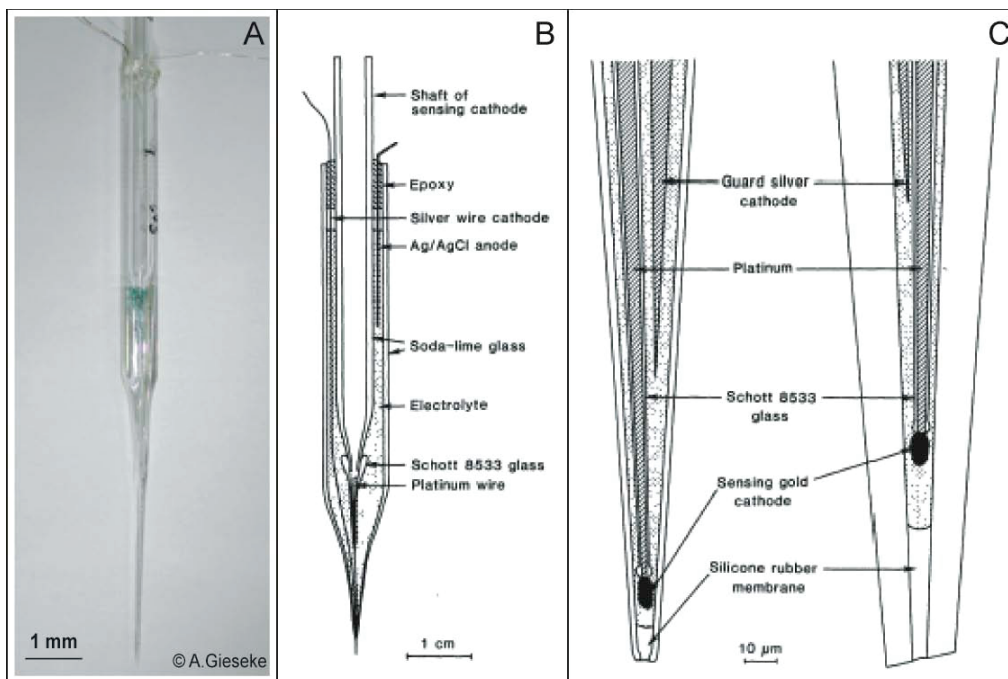 A
1 mm
© A.Gieseke
B
Shaft of
sensing cathode
Epoxy
Silver wire cathode
Ag/AgCl anode
Soda-lime glass
Electrolyte
Schott 8533 glass
Platinum wire
1 cm
C
Guard silver
cathode
Platinum
Schott 8533
glass
Sensing gold
cathode
Silicone rubber
membrane
10 µm